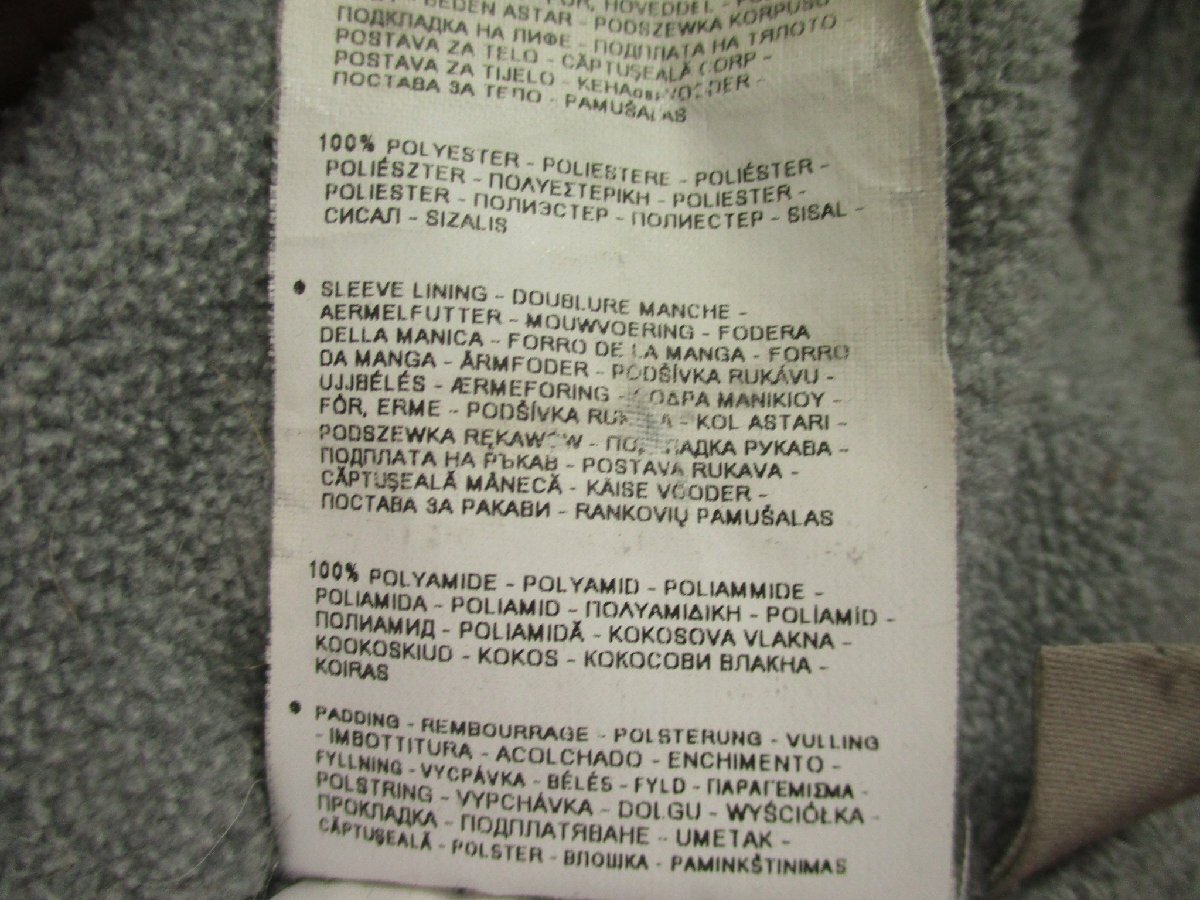 BEDEN ASTAR - PODSZEWKA KORPUSU
ПОДКЛАДКА НА ЛИФЕ - ПОДПЛАТА НА ТЯЛОТО
POSTAVA ZA TELO - CĂPTUŞEALĂ CORP -
POSTAVA ZA TIJELO -
ПОСТАВА ЗА ТЕЛО - PAMUŠALAS
100% POLYESTER - POLIESTERE - POLIÉSTER -
POLIÉSZTER - ΠΟΛΥΕΣΤΕΡΙΚΗ - POLIESTER -
POLIESTER - ПОЛИЭСТЕР - ПОЛИЕСТЕР - SISAL -
СИСАЛ - SIZALIS
• SLEEVE LINING - DOUBLURE MANCHE -
AERMELFUTTER - MOUWVOERING - FODERA
DELLA MANICA - FORRO DE LA MANGA - FORRO
DA MANGA - ÄRMFODER - PODŠÍVKA RUKÁVU -
UJJBÉLÉS - ÆRMEFORING - ΦΟΔΡΑ ΜΑΝΙΚΙΟΥ -
FÔR, ERME - PODŠÍVKA - KOL ASTARI -
PODSZEWKA RĘKAWÓW - ПОДКЛАДКА РУКАВА -
ПОДПЛАТА НА РЪКАВ - POSTAVA RUKAVA -
CĂPTUŞEALĂ MÂNECĂ - KÄISE VOODER -
ПОСТАВА ЗА РАКАВИ - RANKOVIŲ PAMUŠALAS
100% POLYAMIDE - POLYAMID - POLIAMMIDE -
POLIAMIDA - POLIAMID - ΠΟΛΥΑΜΙΔΙΚΗ - POLÍAMÍD -
ПОЛИАМИД - POLIAMIDĂ - KOKOSOVA VLAKNA -
KOOKOSKIUD - KOKOS - КОКОСОВИ ВЛАКНА -
KOIRAS
• PADDING - REMBOURRAGE - POLSTERUNG - VULLING
- IMBOTTITURA - ACOLCHADO - ENCHIMENTO -
FYLLNING - VYCPÁVKA - BÉLÉS - FYLD - ΠΑΡΑΓΕΜΙΣΜΑ -
POLSTRING - VYPCHÁVKA - DOLGU - WYŚCIÓŁKA -
ПРОКЛАДКА - ПОДПЛАТЯВАНЕ - UMETAK -
CĂPTUŞEALĂ - POLSTER - ВЛОШКА - PAMINKŠTINIMAS